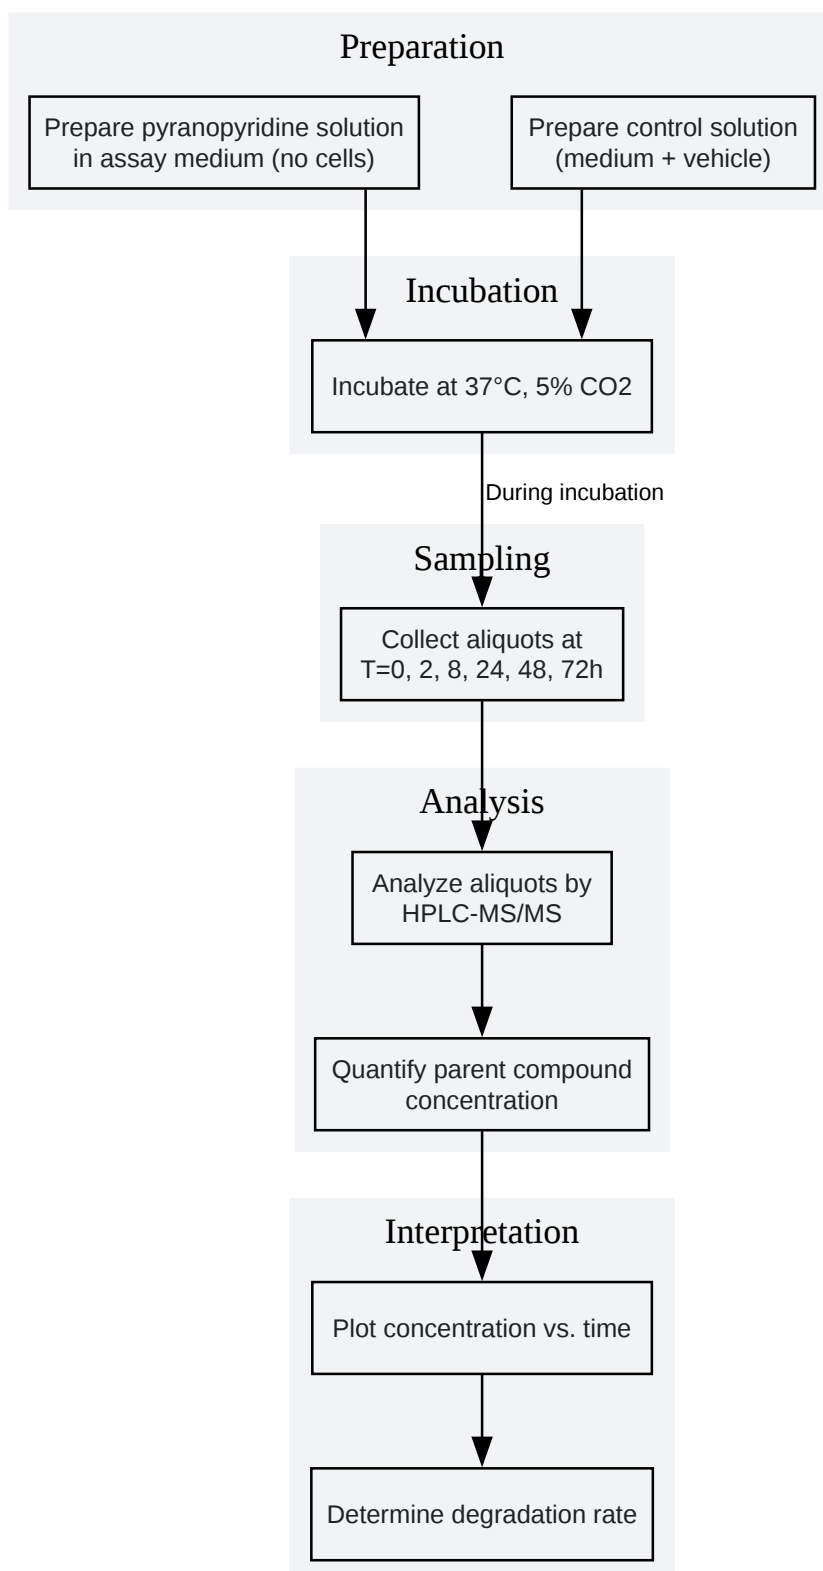 Preparation
Prepare pyranopyridine solution
in assay medium (no cells)
Prepare control solution
(medium + vehicle)
Incubation
Incubate at 37°C, 5% CO2
During incubation
Sampling
Collect aliquots at
T=0, 2, 8, 24, 48, 72h
Analysis
Analyze aliquots by
HPLC-MS/MS
Quantify parent compound
concentration
Interpretation
Plot concentration vs. time
Determine degradation rate